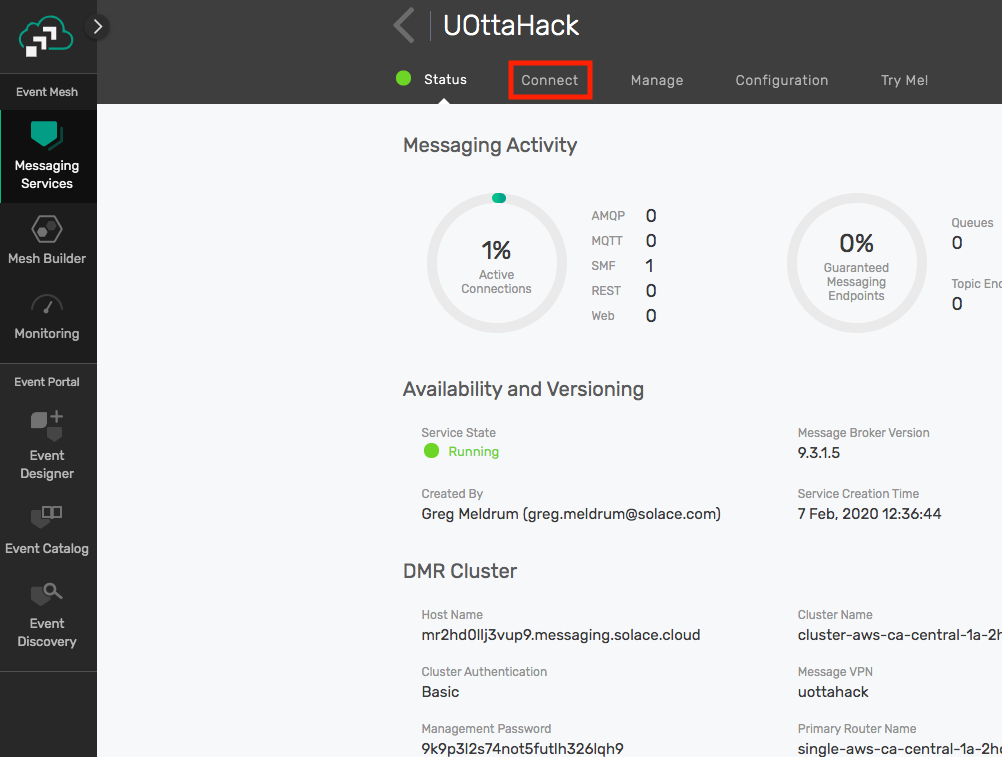 UOttaHack
Status
Connect
Manage
Configuration
Try Me!
Event Mesh
Messaging
Services
Mesh Builder
Monitoring
Event Portal
Event
Designer
Event Catalog
Event
Discovery
Messaging Activity
1%
Active
Connections
AMQP 0
MQTT 0
SMF 1
REST 0
Web 0
0%
Guaranteed
Messaging
Endpoints
Queues
0
Topic End
0
Availability and Versioning
Service State
Running
Message Broker Version
9.3.1.5
Created By
Greg Meldrum (greg.meldrum@solace.com)
Service Creation Time
7 Feb, 2020 12:36:44
DMR Cluster
Host Name
mr2hd0llj3vup9.messaging.solace.cloud
Cluster Name
cluster-aws-ca-central-1a-2h
Cluster Authentication
Basic
Message VPN
uottahack
Management Password
9k9p3l2s74not5futlh326lqh9
Primary Router Name
single-aws-ca-central-1a-2hd